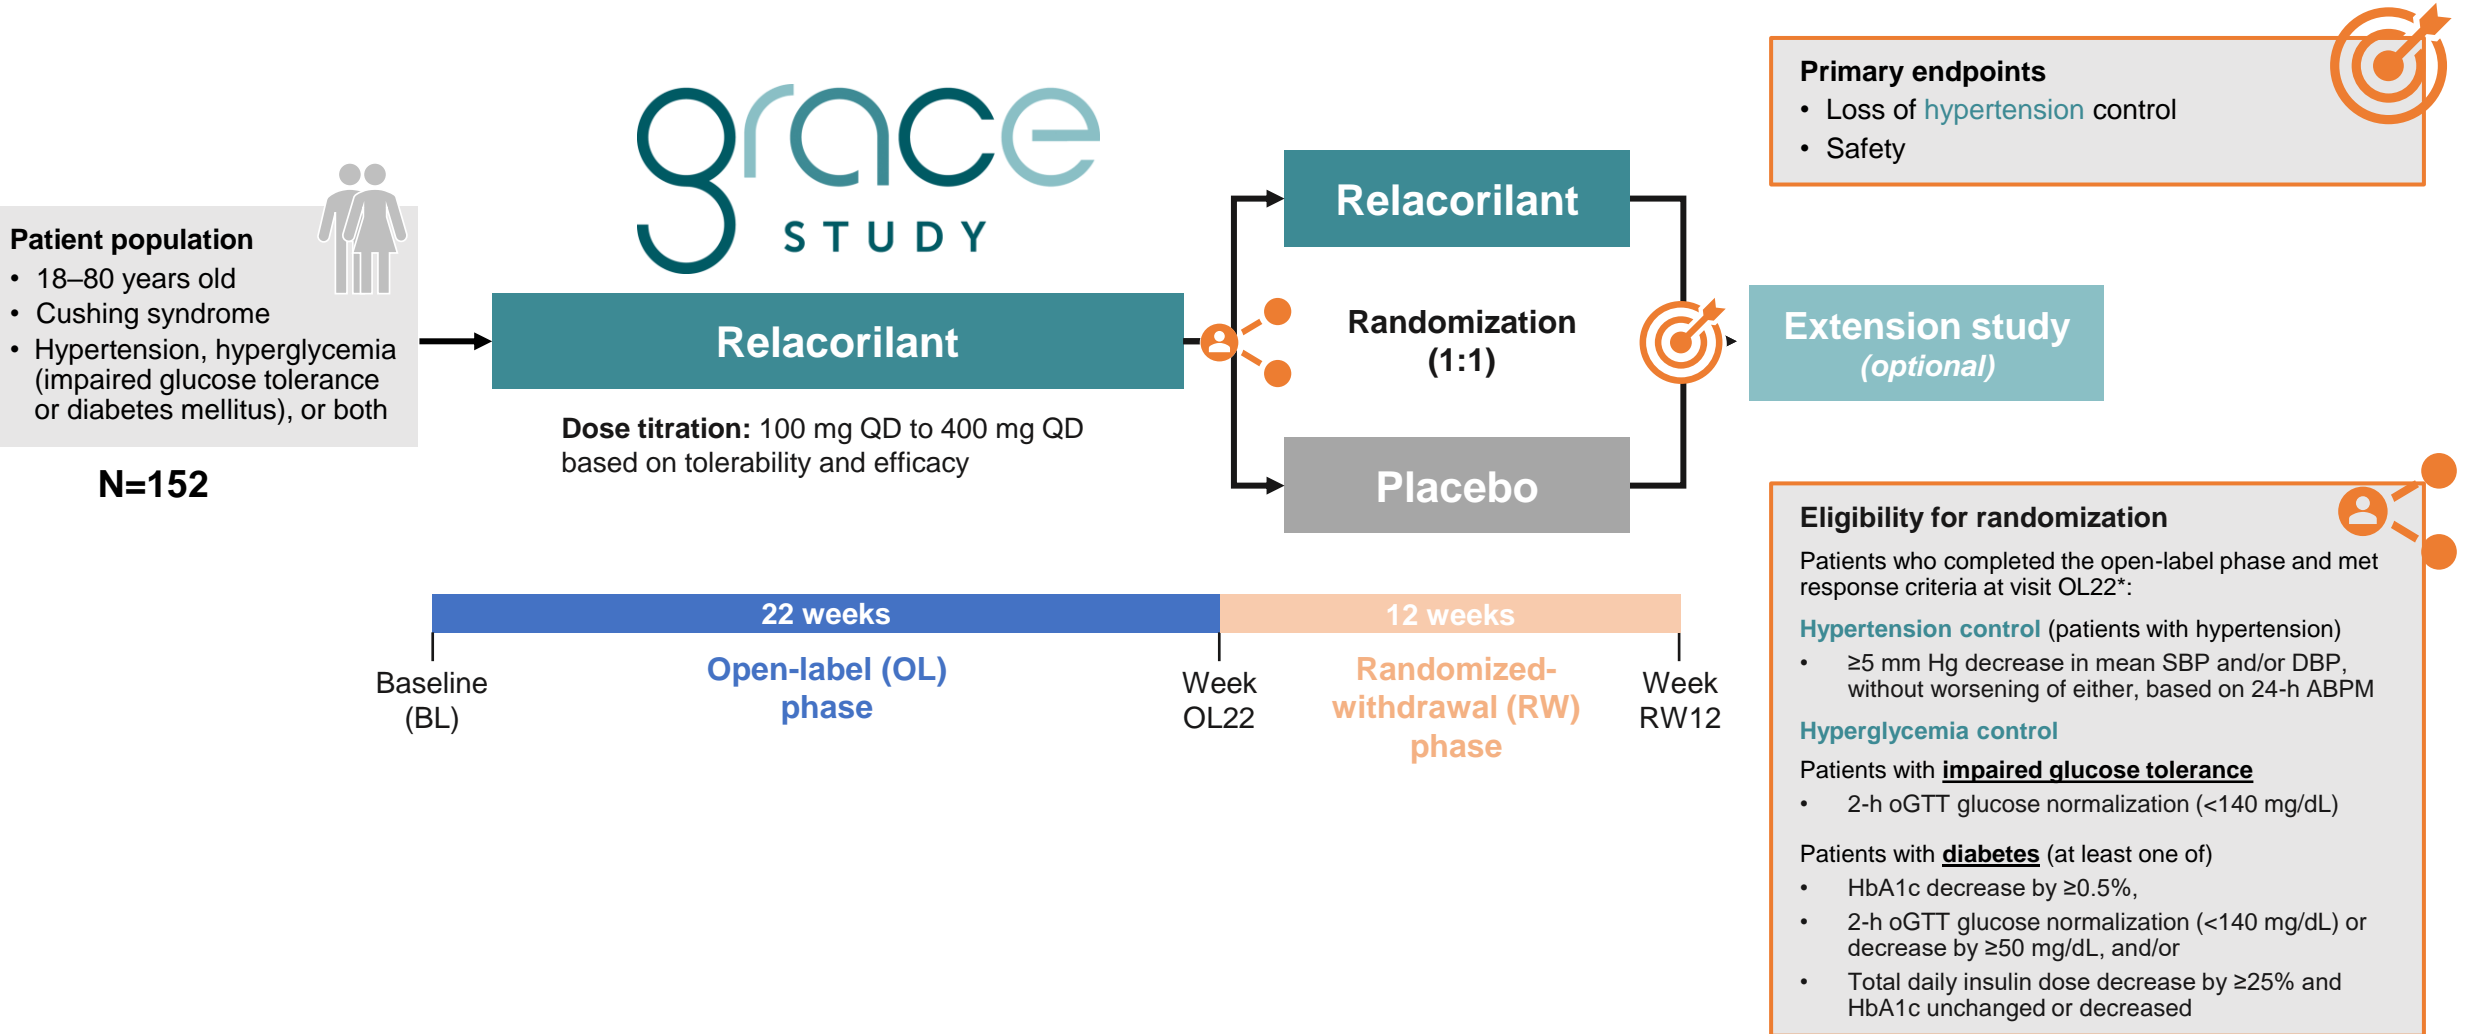 grace
STUDY
Patient population
• 18–80 years old
• Cushing syndrome
• Hypertension, hyperglycemia
(impaired glucose tolerance
or diabetes mellitus), or both
N=152
Relacorilant
Dose titration: 100 mg QD to 400 mg QD
based on tolerability and efficacy
Relacorilant
Randomization
(1:1)
Placebo
Extension study
(optional)
22 weeks
12 weeks
Baseline
(BL)
Open-label (OL)
phase
Week
OL22
Randomized-
withdrawal (RW)
phase
Week
RW12
Primary endpoints
• Loss of hypertension control
• Safety
Eligibility for randomization
Patients who completed the open-label phase and met
response criteria at visit OL22*:
Hypertension control (patients with hypertension)
• ≥5 mm Hg decrease in mean SBP and/or DBP,
without worsening of either, based on 24-h ABPM
Hyperglycemia control
Patients with impaired glucose tolerance
• 2-h oGTT glucose normalization (<140 mg/dL)
Patients with diabetes (at least one of)
• HbA1c decrease by ≥0.5%,
• 2-h oGTT glucose normalization (<140 mg/dL) or
decrease by ≥50 mg/dL, and/or
• Total daily insulin dose decrease by ≥25% and
HbA1c unchanged or decreased